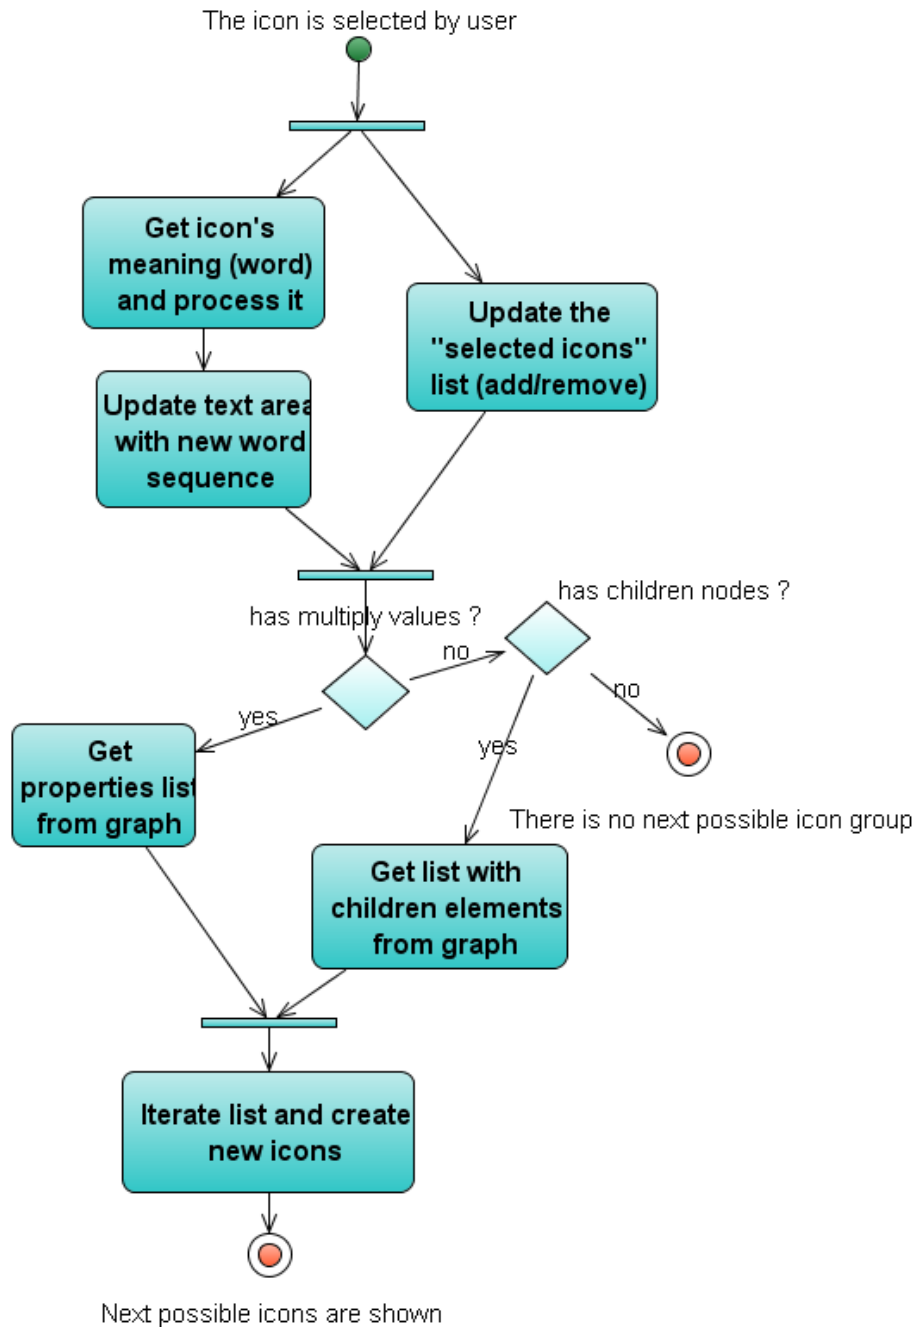 The icon is selected by user
Get icon's
meaning (word)
and process it
Update the
"selected icons"
list (add/remove)
Update text area
with new word
sequence
has children nodes ?
has multiply values ?
no
no
yes
yes
Get
properties list
from graph
There is no next possible icon group
Get list with
children elements
from graph
Iterate list and create
new icons
Next possible icons are shown